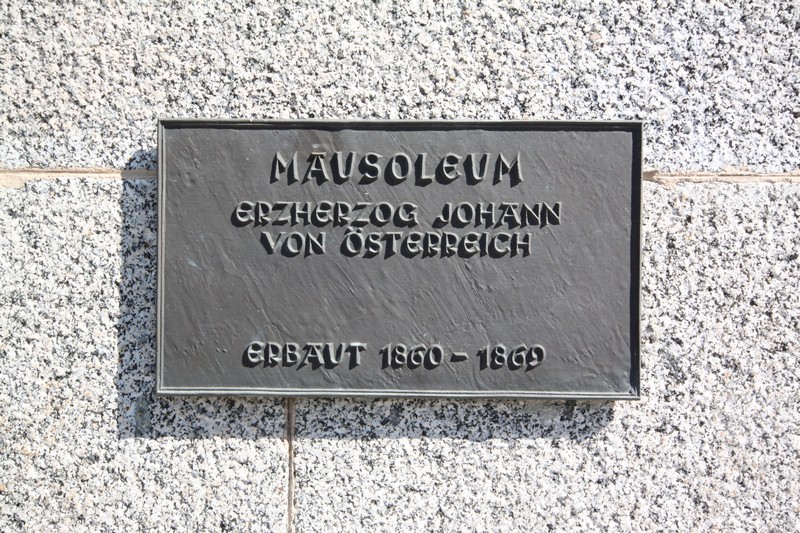 MAUSOLEUM
ERZHERZOG JOHANN
VON ÖSTERREICH
ERBAUT 1860 – 1869